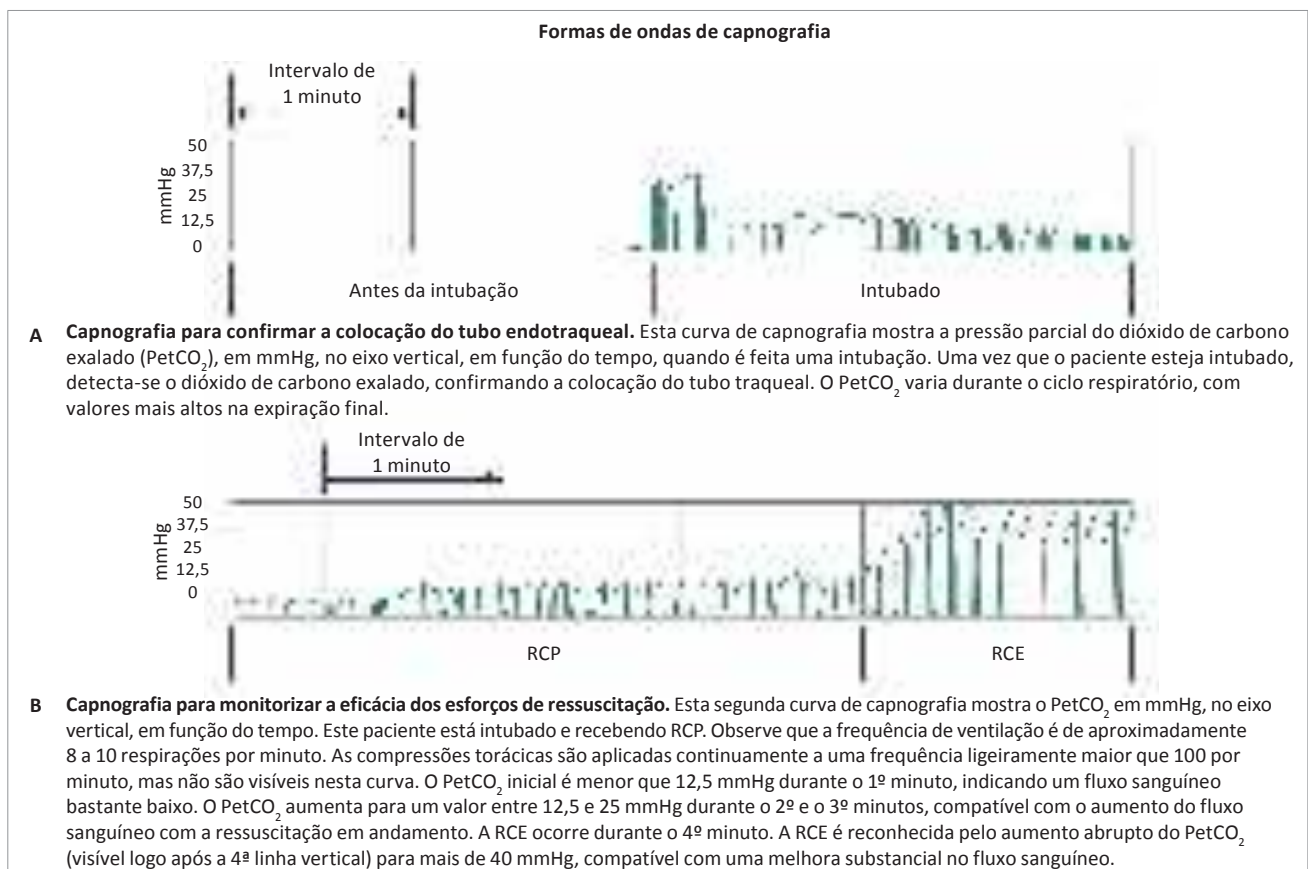 Formas de ondas de capnografia
Intervalo de
1 minuto
50
37,5
25
12,5
0
mmHg
Antes da intubação
Intubado
A Capnografia para confirmar a colocação do tubo endotraqueal. Esta curva de capnografia mostra a pressão parcial do dióxido de carbono
exalado (PetCO₂), em mmHg, no eixo vertical, em função do tempo, quando é feita uma intubação. Uma vez que o paciente esteja intubado,
detecta-se o dióxido de carbono exalado, confirmando a colocação do tubo traqueal. O PetCO₂ varia durante o ciclo respiratório, com
valores mais altos na expiração final.
Intervalo de
1 minuto
50
37,5
25
12,5
0
mmHg
RCP
RCE
B Capnografia para monitorizar a eficácia dos esforços de ressuscitação. Esta segunda curva de capnografia mostra o PetCO₂ em mmHg, no eixo
vertical, em função do tempo. Este paciente está intubado e recebendo RCP. Observe que a frequência de ventilação é de aproximadamente
8 a 10 respirações por minuto. As compressões torácicas são aplicadas continuamente a uma frequência ligeiramente maior que 100 por
minuto, mas não são visíveis nesta curva. O PetCO₂ inicial é menor que 12,5 mmHg durante o 1º minuto, indicando um fluxo sanguíneo
bastante baixo. O PetCO₂ aumenta para um valor entre 12,5 e 25 mmHg durante o 2º e o 3º minutos, compatível com o aumento do fluxo
sanguíneo com a ressuscitação em andamento. A RCE ocorre durante o 4º minuto. A RCE é reconhecida pelo aumento abrupto do PetCO₂
(visível logo após a 4ª linha vertical) para mais de 40 mmHg, compatível com uma melhora substancial no fluxo sanguíneo.